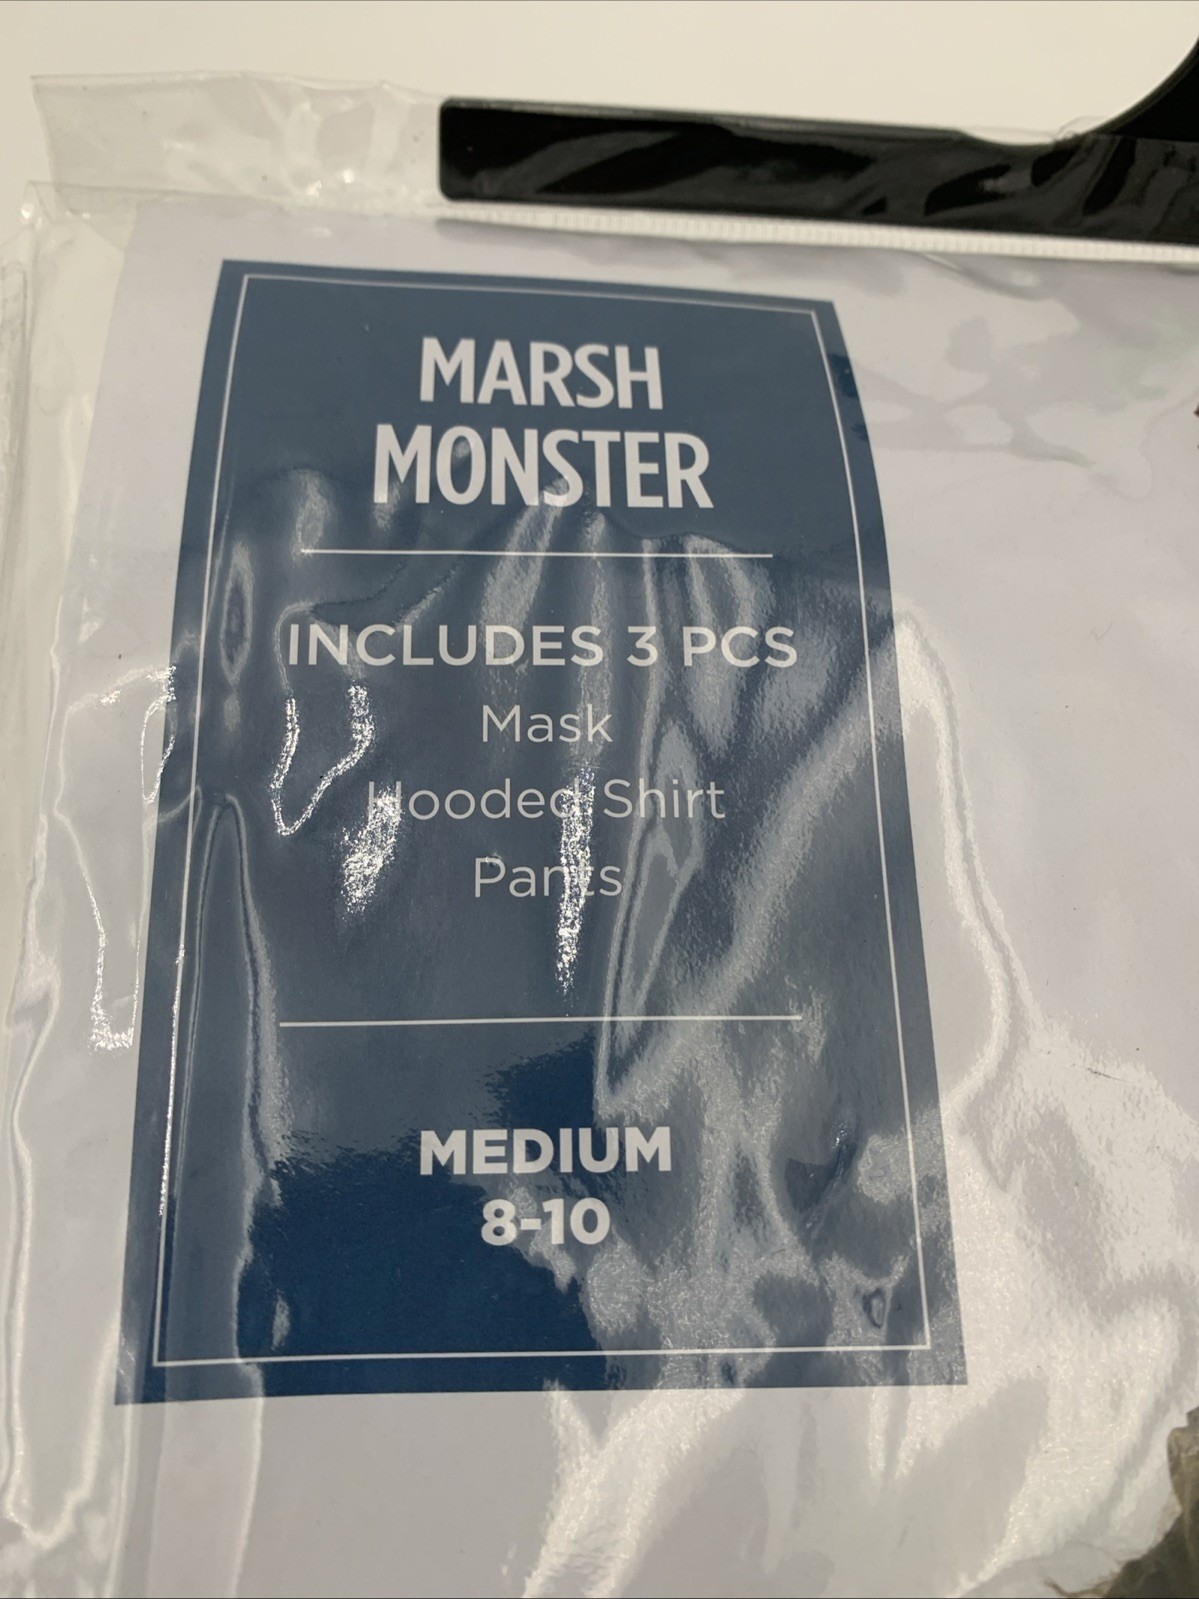 MARSH
MONSTER
INCLUDES 3 PCS
Mask
Hooded Shirt
Pants
MEDIUM
8-10